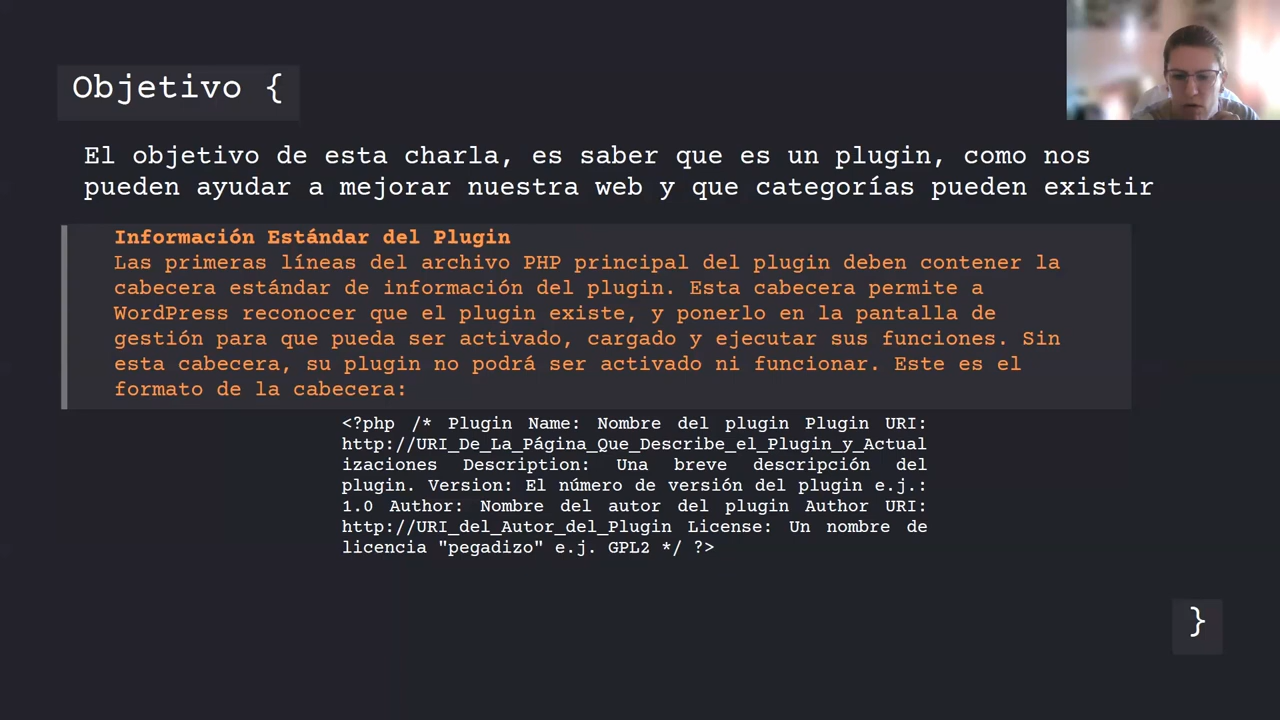 Objetivo {
El objetivo de esta charla, es saber que es un plugin, como nos
pueden ayudar a mejorar nuestra web y que categorías pueden existir
Información Estándar del Plugin
Las primeras líneas del archivo PHP principal del plugin deben contener la
cabecera estándar de información del plugin. Esta cabecera permite a
WordPress reconocer que el plugin existe, y ponerlo en la pantalla de
gestión para que pueda ser activado, cargado y ejecutar sus funciones. Sin
esta cabecera, su plugin no podrá ser activado ni funcionar. Este es el
formato de la cabecera:
<?php /* Plugin Name: Nombre del plugin Plugin URI:
http://URI_De_La_Página_Que_Describe_el_Plugin_y_Actual
izaciones Description: Una breve descripción del
plugin. Version: El número de versión del plugin e.j.:
1.0 Author: Nombre del autor del plugin Author URI:
http://URI_del_Autor_del_Plugin License: Un nombre de
licencia "pegadizo" e.j. GPL2 */ ?>
}